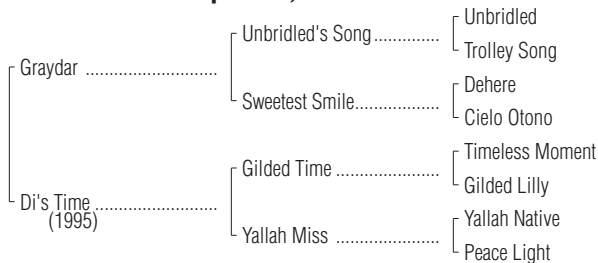 Unbridled
Unbridled's Song
Trolley Song
Graydar
Dehere
Sweetest Smile
Cielo Otono
Timeless Moment
Gilded Time
Gilded Lilly
Di's Time
(1995)
Yallah Native
Yallah Miss
Peace Light